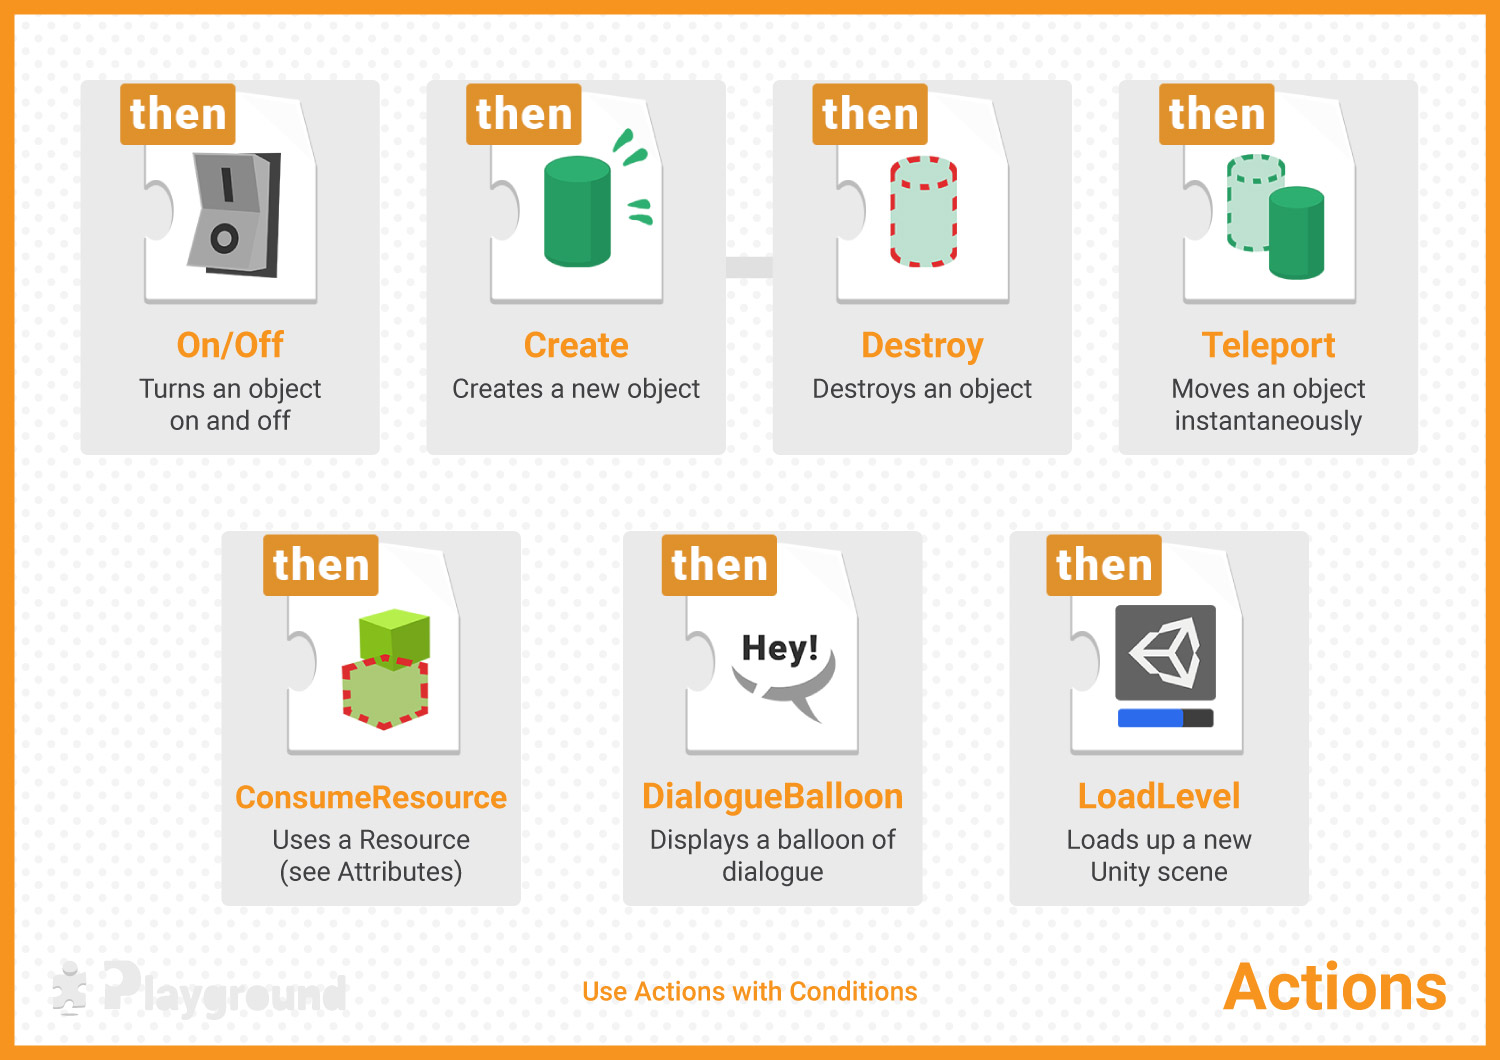 then
then
then
then
On/Off
Create
Destroy
Teleport
Turns an object
on and off
Creates a new object
Destroys an object
Moves an object
instantaneously
then
then
then
Hey!
ConsumeResource
DialogueBalloon
LoadLevel
Uses a Resource
(see Attributes)
Displays a balloon of
dialogue
Loads up a new
Unity scene
Playground
Use Actions with Conditions
Actions